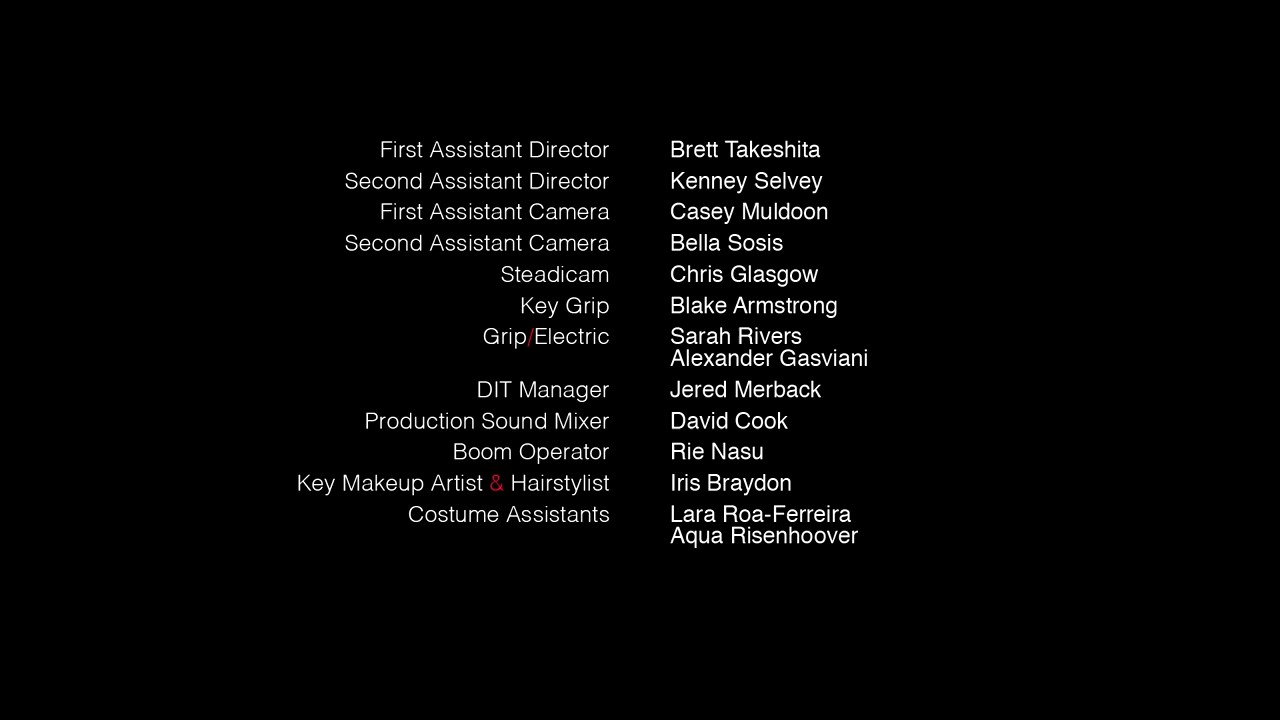 First Assistant Director Brett Takeshita
Second Assistant Director Kenney Selvey
First Assistant Camera Casey Muldoon
Second Assistant Camera Bella Sosis
Steadicam Chris Glasgow
Key Grip Blake Armstrong
Grip/Electric Sarah Rivers
Alexander Gasviani
DIT Manager Jered Merback
Production Sound Mixer David Cook
Boom Operator Rie Nasu
Key Makeup Artist & Hairstylist Iris Braydon
Costume Assistants Lara Roa-Ferreira
Aqua Risenhoover